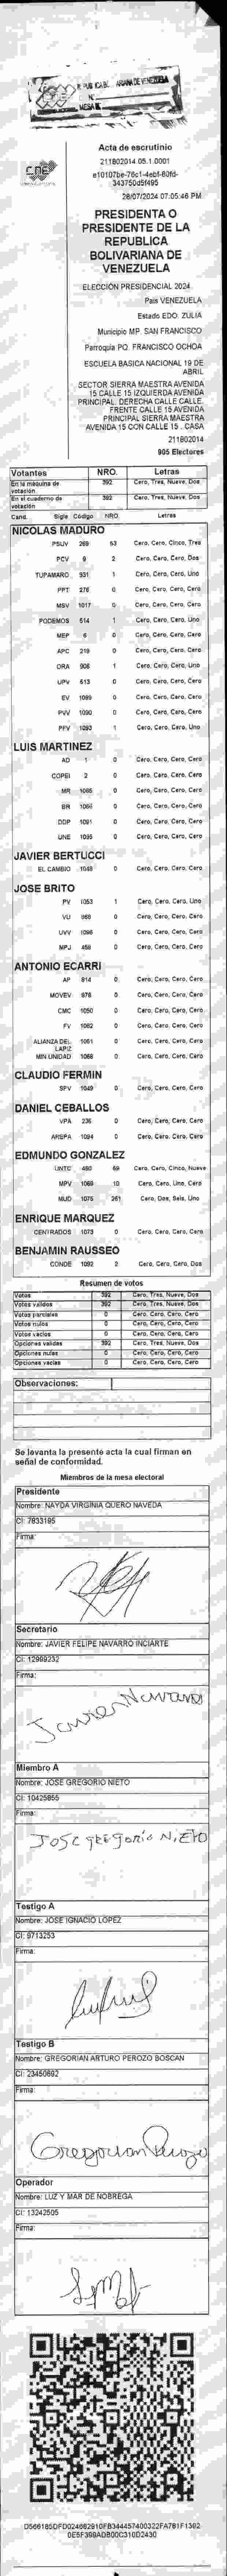 REPUBLICA BOLIVARIANA DE VENEZUELA
MESA
CNE
Acta de escrutinio
211802014.05.1.0001
28/07/2024 07:05:46 PM
PRESIDENTA O
PRESIDENTE DE LA
REPUBLICA
BOLIVARIANA DE
VENEZUELA
ELECCIÓN PRESIDENCIAL 2024
País VENEZUELA
Estado EDO. ZULIA
Municipio MP. SAN FRANCISCO
Parroquia PQ. FRANCISCO OCHOA
ESCUELA BASICA NACIONAL 19 DE
ABRIL
SECTOR SIERRA MAESTRA AVENIDA
15 CALLE 15 IZQUIERDA AVENIDA
PRINCIPAL. DERECHA CALLE CALLE.
FRENTE CALLE 15 AVENIDA
PRINCIPAL SIERRA MAESTRA
AVENIDA 15 CON CALLE 15 . CASA
211802014
905 Electores
Votantes NRO. Letras
En la maquina de votación 392 Cero, Tres, Nueve, Dos
En el cuaderno de votación 392 Cero, Tres, Nueve, Dos
Cand. Sigla Código NRO. Letras
NICOLAS MADURO
PSUV 269 53 Cero, Cero, Cinco, Tres
PCV 9 2 Cero, Cero, Cero, Dos
TUPAMARO 931 1 Cero, Cero, Cero, Uno
PPT 276 0 Cero, Cero, Cero, Cero
MSV 1017 0 Cero, Cero, Cero, Cero
PODEMOS 514 1 Cero, Cero, Cero, Uno
MEP 6 0 Cero, Cero, Cero, Cero
APC 219 0 Cero, Cero, Cero, Cero
ORA 906 1 Cero, Cero, Cero, Uno
UPV 613 0 Cero, Cero, Cero, Cero
EV 1089 0 Cero, Cero, Cero, Cero
PVV 1090 0 Cero, Cero, Cero, Cero
PFV 1093 1 Cero, Cero, Cero, Uno
LUIS MARTINEZ
AD 1 0 Cero, Cero, Cero, Cero
COPEI 2 0 Cero, Cero, Cero, Cero
MR 1065 0 Cero, Cero, Cero, Cero
BR 1066 0 Cero, Cero, Cero, Cero
DDP 1091 0 Cero, Cero, Cero, Cero
UNE 1095 0 Cero, Cero, Cero, Cero
JAVIER BERTUCCI
EL CAMBIO 1048 0 Cero, Cero, Cero, Cero
JOSE BRITO
PV 1053 1 Cero, Cero, Cero, Uno
VU 968 0 Cero, Cero, Cero, Cero
UVV 1096 0 Cero, Cero, Cero, Cero
MPJ 458 0 Cero, Cero, Cero, Cero
ANTONIO ECARRI
AP 914 0 Cero, Cero, Cero, Cero
MOVEV 978 0 Cero, Cero, Cero, Cero
CMC 1050 0 Cero, Cero, Cero, Cero
FV 1082 0 Cero, Cero, Cero, Cero
ALIANZA DEL LAPIZ 1051 0 Cero, Cero, Cero, Cero
MIN UNIDAD 1068 0 Cero, Cero, Cero, Cero
CLAUDIO FERMIN
SPV 1049 0 Cero, Cero, Cero, Cero
DANIEL CEBALLOS
VPA 236 0 Cero, Cero, Cero, Cero
AREPA 1094 0 Cero, Cero, Cero, Cero
EDMUNDO GONZALEZ
UNTC 480 59 Cero, Cero, Cinco, Nueve
MPV 1069 10 Cero, Cero, Uno, Cero
MUD 1075 261 Cero, Dos, Seis, Uno
ENRIQUE MARQUEZ
CENTRADOS 1073 0 Cero, Cero, Cero, Cero
BENJAMIN RAUSSEO
CONDE 1092 2 Cero, Cero, Cero, Dos
Resumen de votos
Votos 392 Cero, Tres, Nueve, Dos
Votos validos 392 Cero, Tres, Nueve, Dos
Votos parciales 0 Cero, Cero, Cero, Cero
Votos nulos 0 Cero, Cero, Cero, Cero
Votos vacios 0 Cero, Cero, Cero, Cero
Opciones validas 392 Cero, Tres, Nueve, Dos
Opciones nulas 0 Cero, Cero, Cero, Cero
Opciones vacias 0 Cero, Cero, Cero, Cero
Observaciones:
Se levanta la presente acta la cual firman en
señal de conformidad.
Miembros de la mesa electoral
Presidente
Nombre: NAYDA VIRGINIA QUERO NAVEDA
CI: 7833195
Firma:
Secretario
Nombre: JAVIER FELIPE NAVARRO INCIARTE
CI: 12999232
Firma:
Javier Navarro
Miembro A
Nombre: JOSE GREGORIO NIETO
CI: 10425865
Firma:
Jose gregorio Nieto
Testigo A
Nombre: JOSE IGNACIO LOPEZ
CI: 9713253
Firma:
Testigo B
Nombre: GREGORIAN ARTURO PEROZO BOSCAN
CI: 23450692
Firma:
Gregorian Perozo
Operador
Nombre: LUZ Y MAR DE NOBREGA
CI: 13242505
Firma: